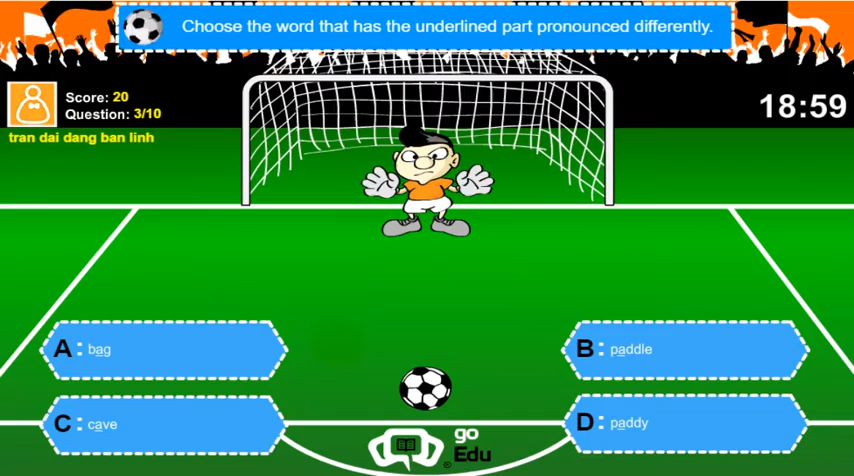 Choose the word that has the underlined part pronounced differently.
Score: 20
Question: 3/10
18:59
tran dai dang ban linh
A : bag
B : paddle
C : cave
D : paddy
go
Edu